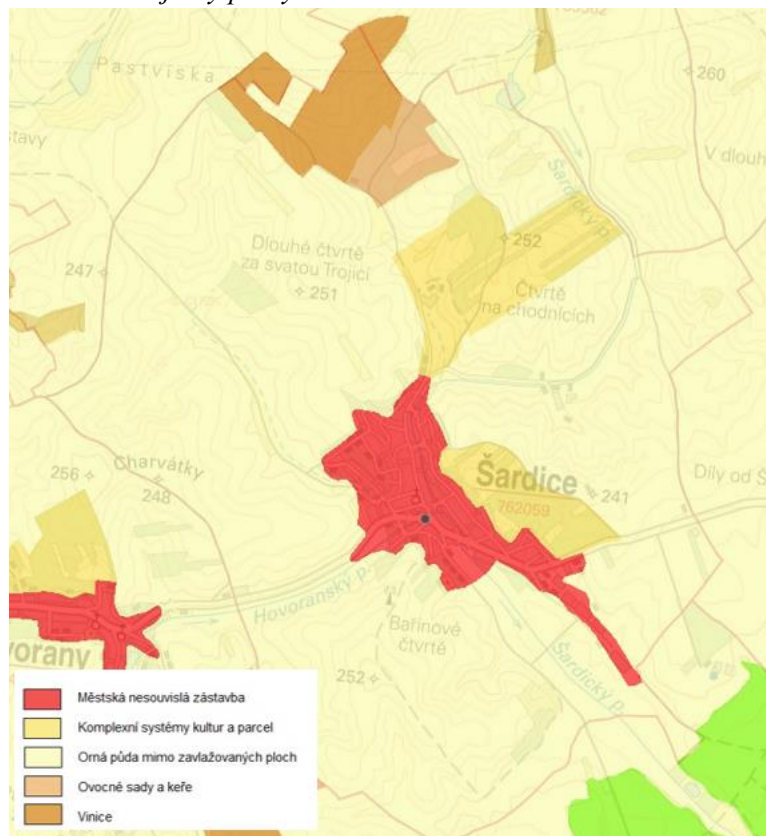 Pastviska
260
V dlouh
Šardický p.
252
Dlouhé čtvrtě
za svatou Trojicí
251
Čtvrtě
na chodnících
247
256
Charvátky
248
Šardice
241
762059
Díly od Š
Hovoranský p.
Bařinové
čtvrtě
vorany
252
Šardický p.
Městská nesouvislá zástavba
Komplexní systémy kultur a parcel
Orná půda mimo zavlažovaných ploch
Ovocné sady a keře
Vinice